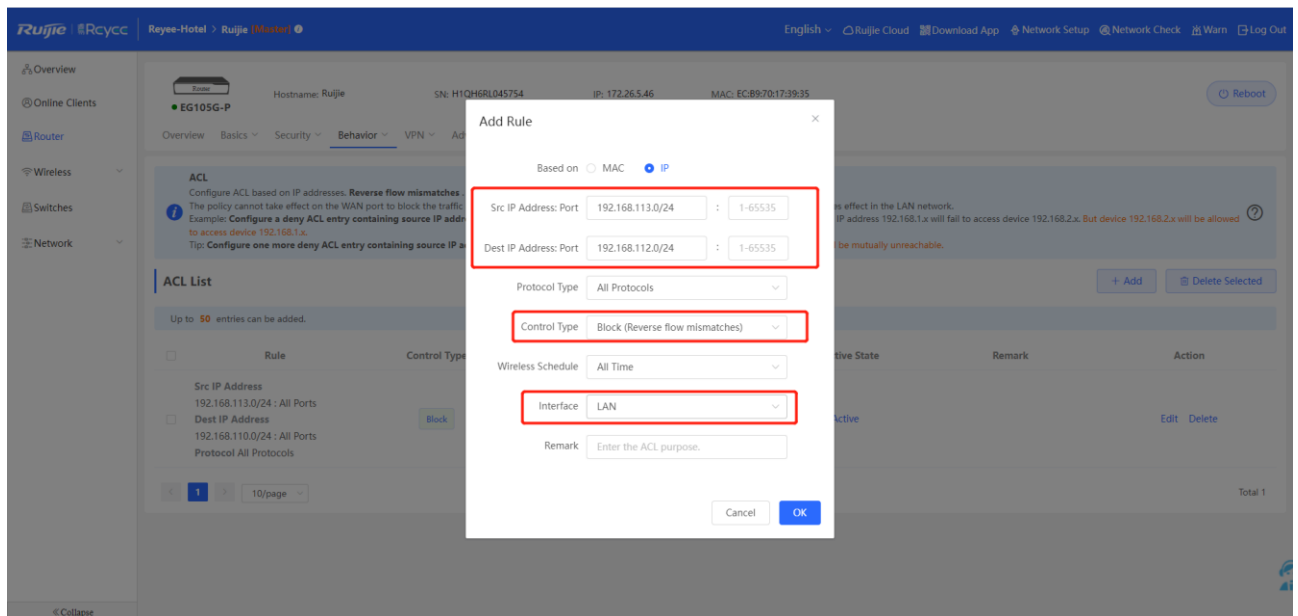 Ruijie Rcycc Reyee-Hotel > Ruijie (Master) English Ruijie Cloud Download App Network Setup Network Check Warn Log Out
Overview
Online Clients
Router
Wireless
Switches
Network
Collapse
Router
EG105G-P
Hostname: Ruijie SN: H1QH6RL045754 IP: 172.26.5.46 MAC: EC:B9:70:17:39:35
Reboot
Overview Basics Security Behavior VPN
ACL
Configure ACL based on IP addresses. Reverse flow mismatches .
The policy cannot take effect on the WAN port to block the traffic effect in the LAN network.
Example: Configure a deny ACL entry containing source IP IP address 192.168.1.x will fail to access device 192.168.2.x. But device 192.168.2.x will be allowed
to access device 192.168.1.x.
Tip: Configure one more deny ACL entry containing source IP be mutually unreachable.
ACL List
+ Add Delete Selected
Up to 50 entries can be added.
Rule Control Type State Remark Action
Src IP Address
192.168.113.0/24 : All Ports
Dest IP Address
192.168.110.0/24 : All Ports
Protocol All Protocols
Block
Edit Delete
1 10/page Total 1
Add Rule
Based on MAC IP
Src IP Address: Port 192.168.113.0/24 : 1-65535
Dest IP Address: Port 192.168.112.0/24 : 1-65535
Protocol Type All Protocols
Control Type Block (Reverse flow mismatches)
Wireless Schedule All Time
Interface LAN
Remark Enter the ACL purpose.
Cancel OK